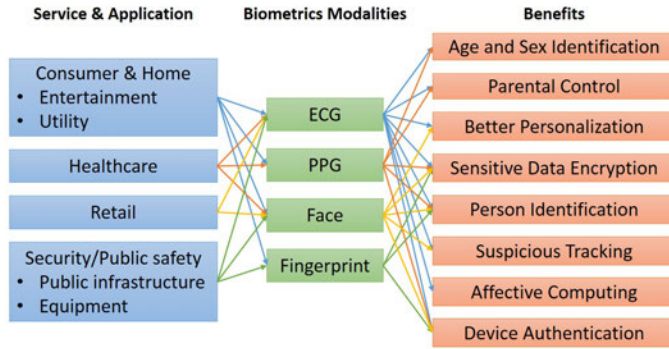 Service & Application
Biometrics Modalities
Benefits
Consumer & Home
• Entertainment
• Utility
Healthcare
Retail
Security/Public safety
• Public infrastructure
• Equipment
ECG
PPG
Face
Fingerprint
Age and Sex Identification
Parental Control
Better Personalization
Sensitive Data Encryption
Person Identification
Suspicious Tracking
Affective Computing
Device Authentication